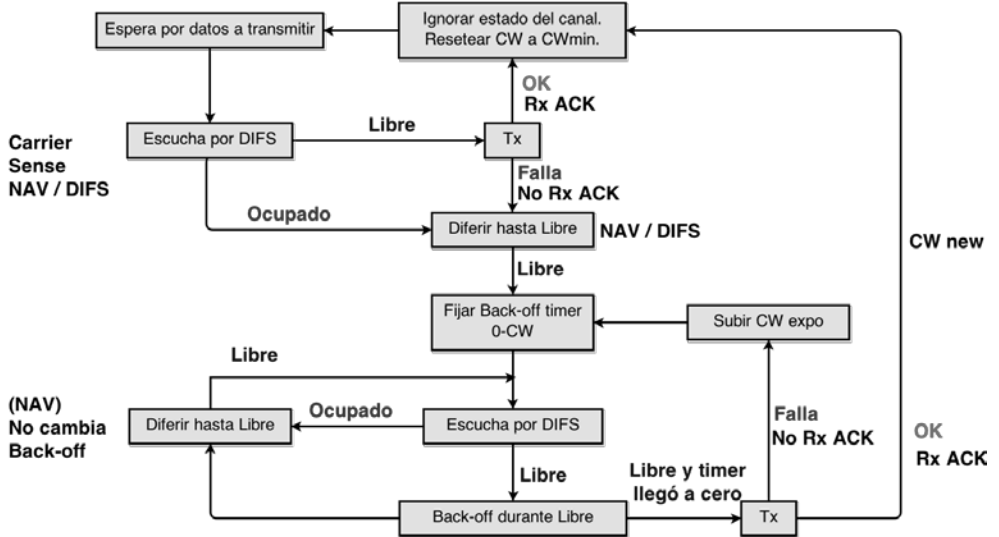 Espera por datos a transmitir
Ignorar estado del canal.
Resetear CW a CWmin.
OK
Rx ACK
Carrier
Sense
NAV / DIFS
Escucha por DIFS
Libre
Tx
Falla
No Rx ACK
Ocupado
Diferir hasta Libre
NAV / DIFS
CW new
Libre
Fijar Back-off timer
0-CW
Subir CW expo
Libre
(NAV)
No cambia
Back-off
Diferir hasta Libre
Ocupado
Escucha por DIFS
Falla
No Rx ACK
OK
Rx ACK
Libre
Libre y timer
llegó a cero
Back-off durante Libre
Tx